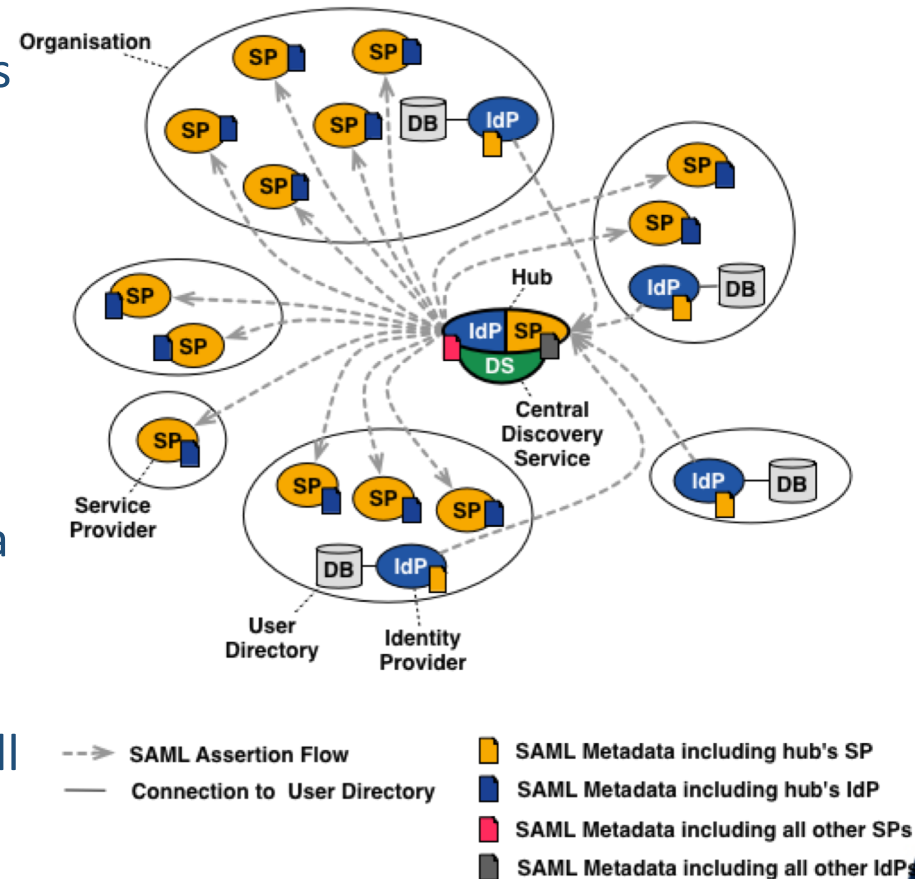 Organisation
s
SP
SP
SP
SP
DB
IdP
SP
SP
SP
IdP
DB
Hub
IdP
SP
DS
SP
SP
Central
Discovery
Service
SP
Service
Provider
SP
SP
SP
IdP
DB
DB
IdP
a
User
Directory
Identity
Provider
ll
SAML Assertion Flow
Connection to User Directory
SAML Metadata including hub's SP
SAML Metadata including hub's IdP
SAML Metadata including all other SPs
SAML Metadata including all other IdPs